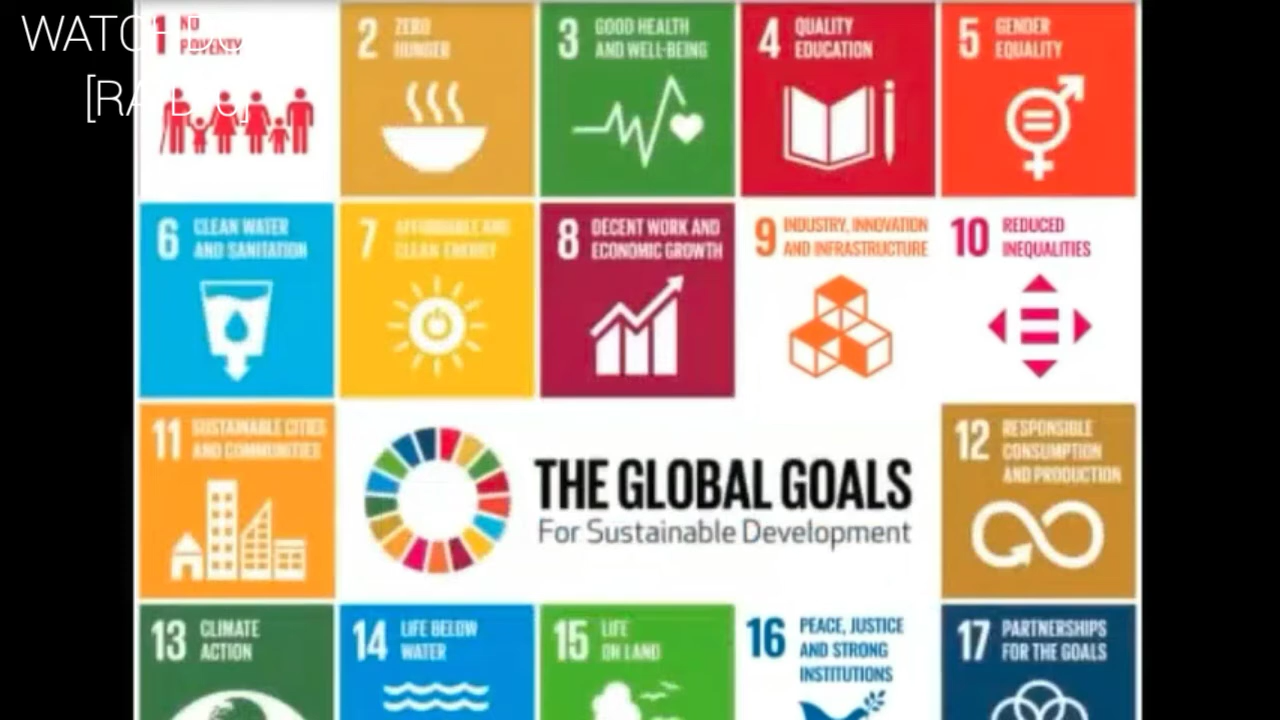 1 NO
POVERTY
2 ZERO
HUNGER
3 GOOD HEALTH
AND WELL-BEING
4 QUALITY
EDUCATION
5 GENDER
EQUALITY
6 CLEAN WATER
AND SANITATION
7 AFFORDABLE AND
CLEAN ENERGY
8 DECENT WORK AND
ECONOMIC GROWTH
9 INDUSTRY, INNOVATION
AND INFRASTRUCTURE
10 REDUCED
INEQUALITIES
11 SUSTAINABLE CITIES
AND COMMUNITIES
THE GLOBAL GOALS
For Sustainable Development
12 RESPONSIBLE
CONSUMPTION
AND PRODUCTION
13 CLIMATE
ACTION
14 LIFE BELOW
WATER
15 LIFE
ON LAND
16 PEACE, JUSTICE
AND STRONG
INSTITUTIONS
17 PARTNERSHIPS
FOR THE GOALS